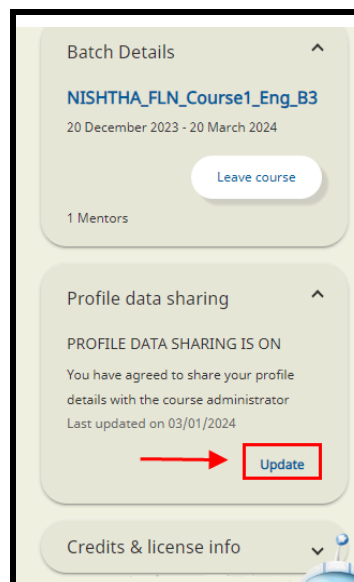 Batch Details
NISHTHA_FLN_Course1_Eng_B3
20 December 2023 - 20 March 2024
Leave course
1 Mentors
Profile data sharing
PROFILE DATA SHARING IS ON
You have agreed to share your profile
details with the course administrator
Last updated on 03/01/2024
Update
Credits & license info